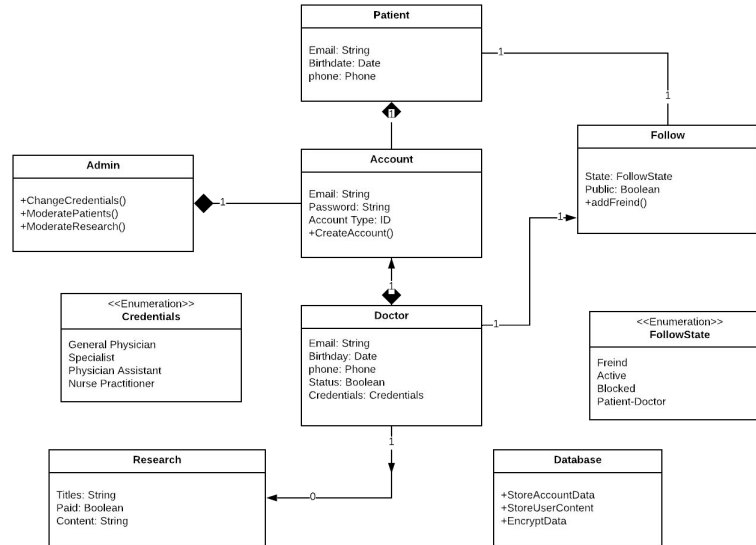 Patient
Email: String
Birthdate: Date
phone: Phone
1
1
1
Admin
+ChangeCredentials()
+ModeratePatients()
+ModerateResearch()
1
Account
Email: String
Password: String
Account Type: ID
+CreateAccount()
Follow
State: FollowState
Public: Boolean
+addFreind()
1
1
1
<<Enumeration>>
Credentials
General Physician
Specialist
Physician Assistant
Nurse Practitioner
Doctor
Email: String
Birthday: Date
phone: Phone
Status: Boolean
Credentials: Credentials
<<Enumeration>>
FollowState
Freind
Active
Blocked
Patient-Doctor
1
0
Research
Titles: String
Paid: Boolean
Content: String
Database
+StoreAccountData
+StoreUserContent
+EncryptData